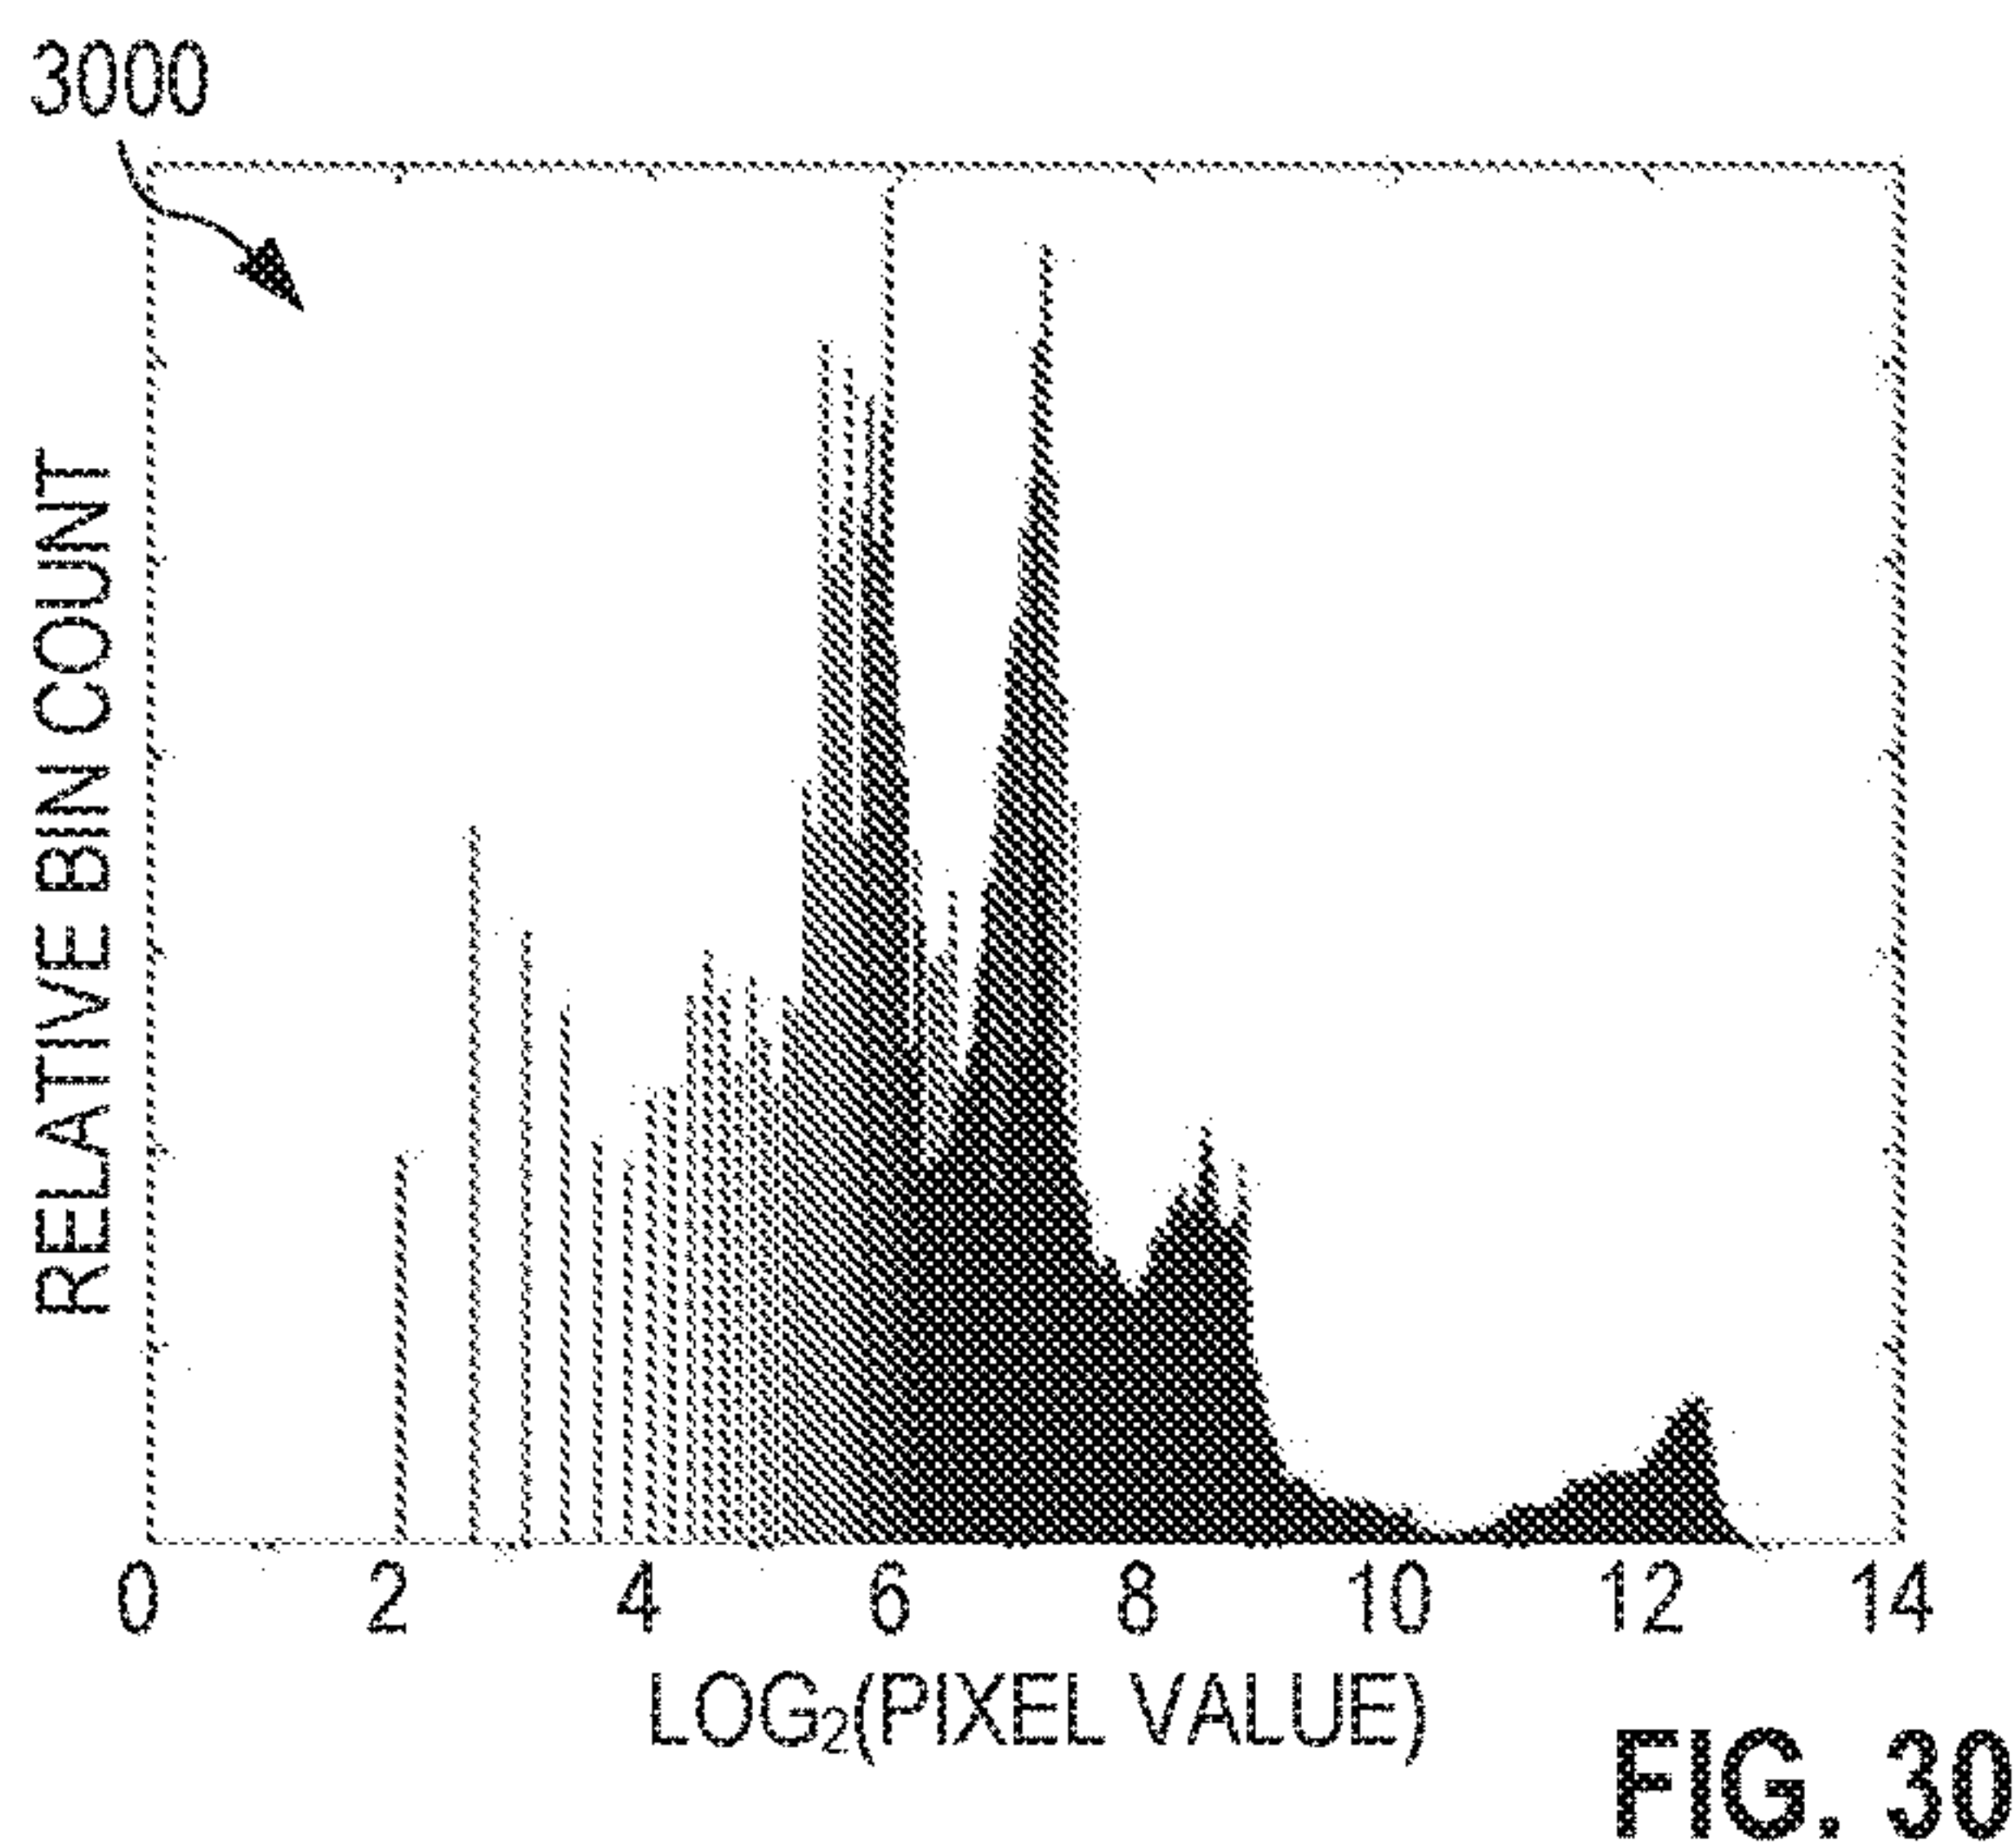 3000
RELATIVE BIN COUNT
0 2 4 6 8 10 12 14
LOG₂(PIXEL VALUE)
FIG. 30